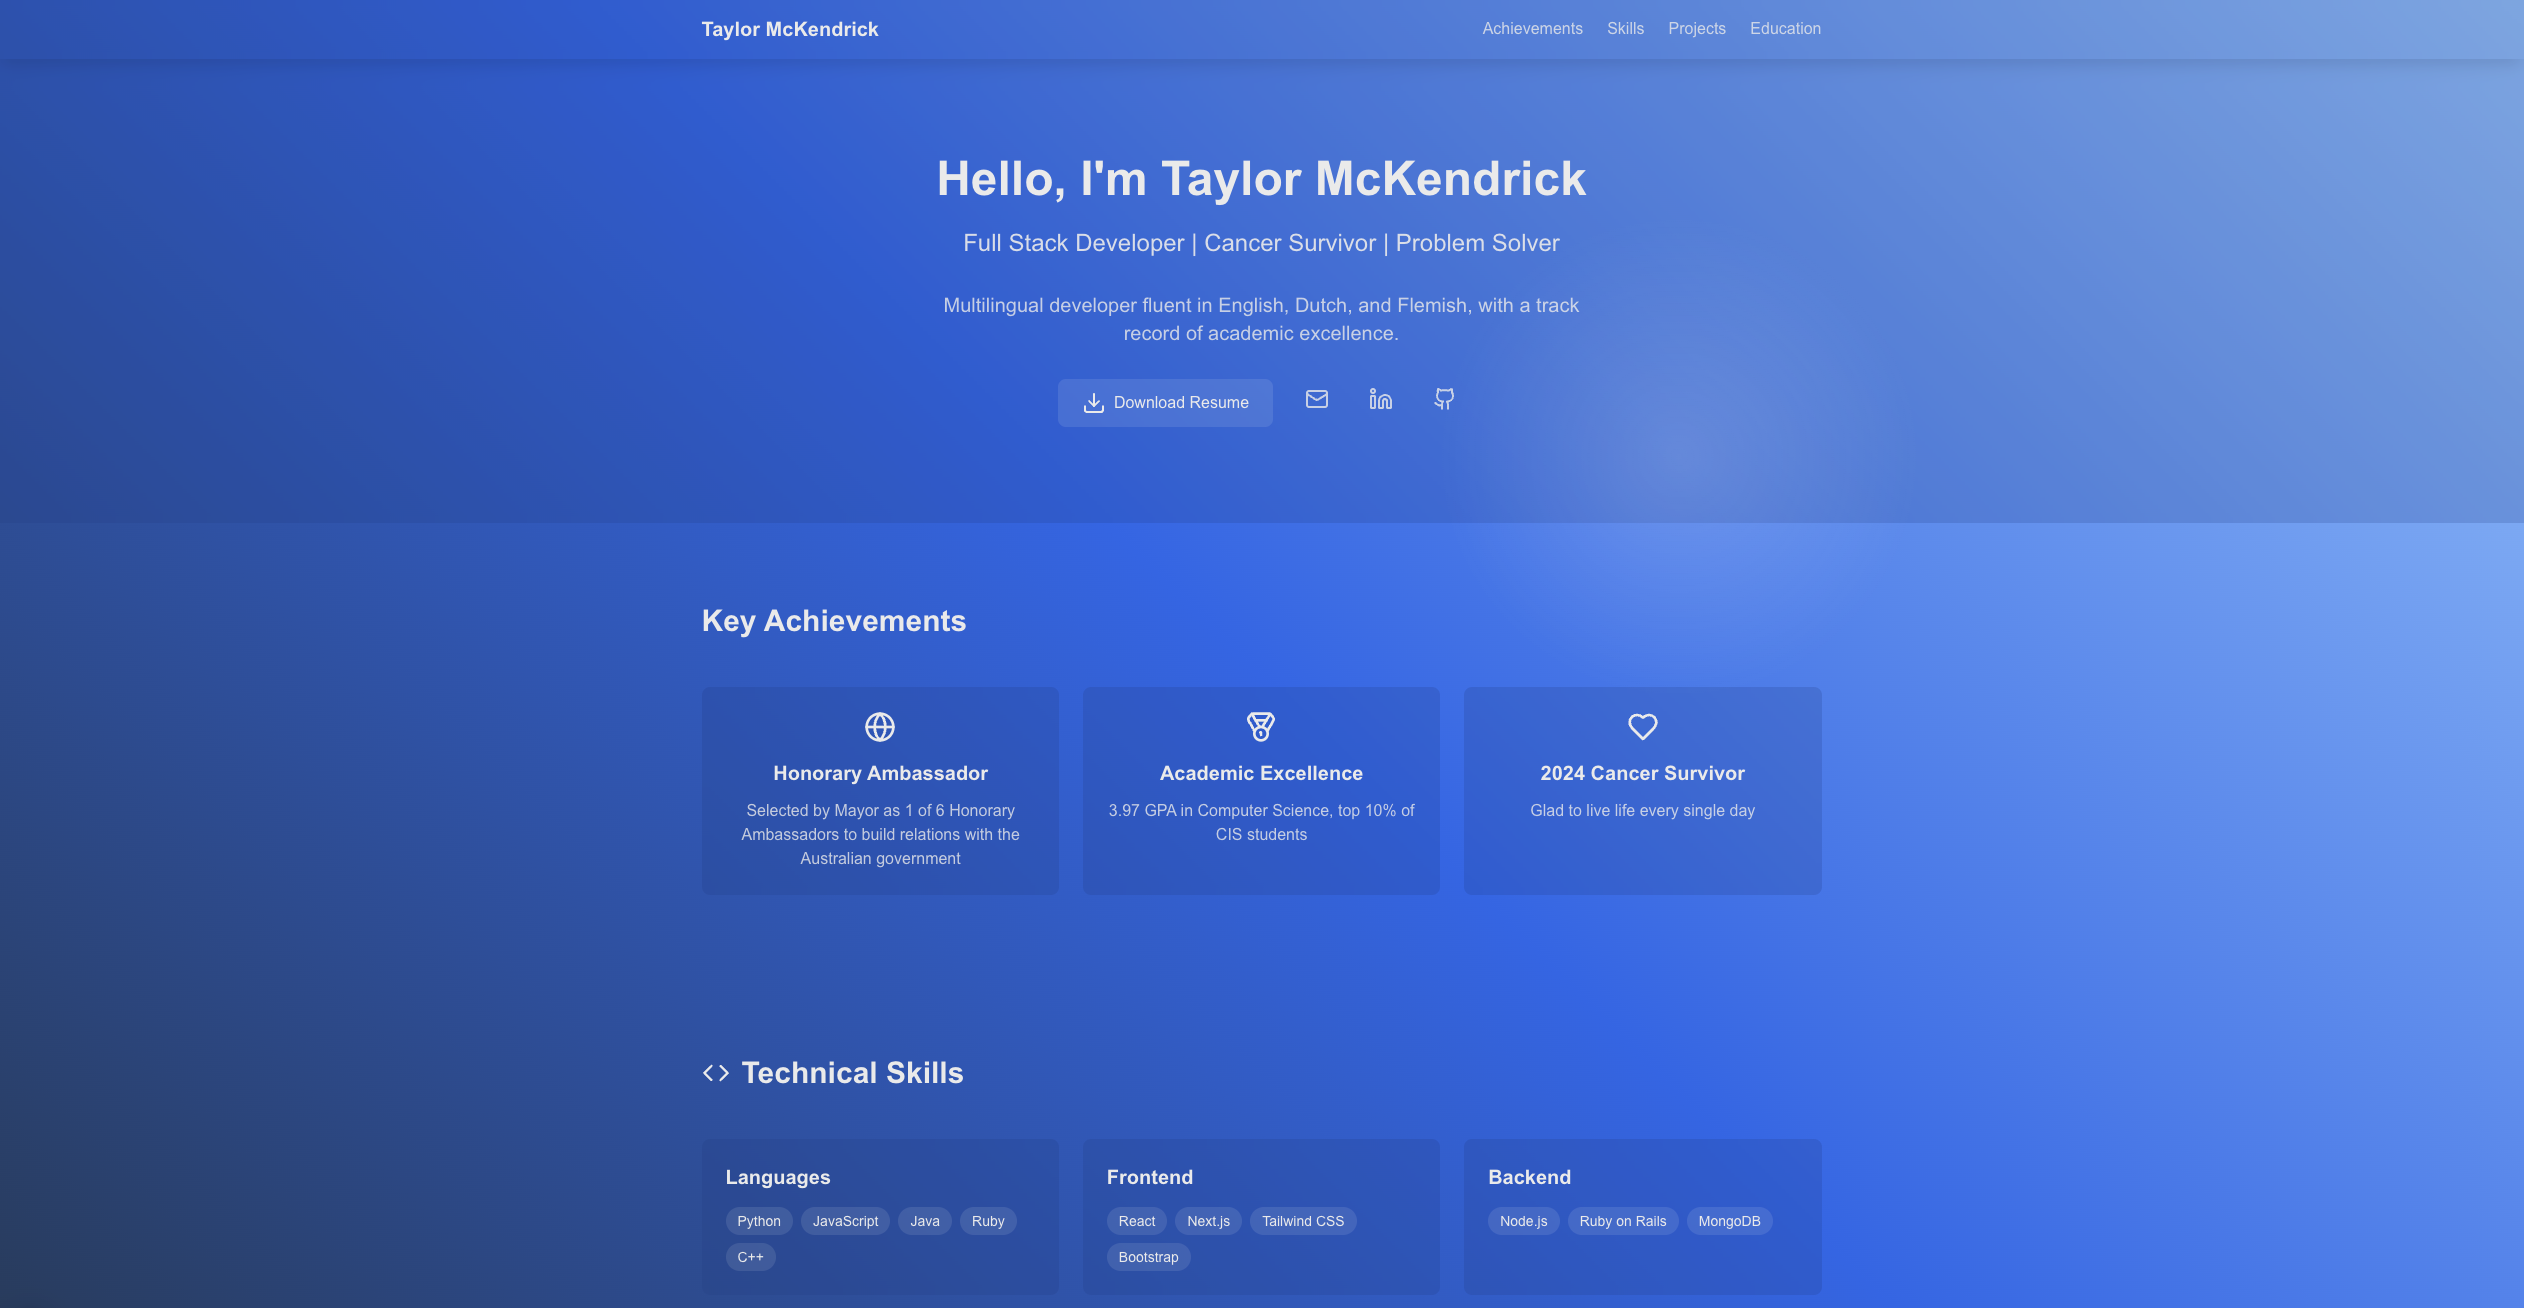 Taylor McKendrick
Achievements Skills Projects Education
Hello, I'm Taylor McKendrick
Full Stack Developer | Cancer Survivor | Problem Solver
Multilingual developer fluent in English, Dutch, and Flemish, with a track
record of academic excellence.
Download Resume
Key Achievements
Honorary Ambassador
Selected by Mayor as 1 of 6 Honorary
Ambassadors to build relations with the
Australian government
Academic Excellence
3.97 GPA in Computer Science, top 10% of
CIS students
2024 Cancer Survivor
Glad to live life every single day
Technical Skills
Languages
Python JavaScript Java Ruby
C++
Frontend
React Next.js Tailwind CSS
Bootstrap
Backend
Node.js Ruby on Rails MongoDB